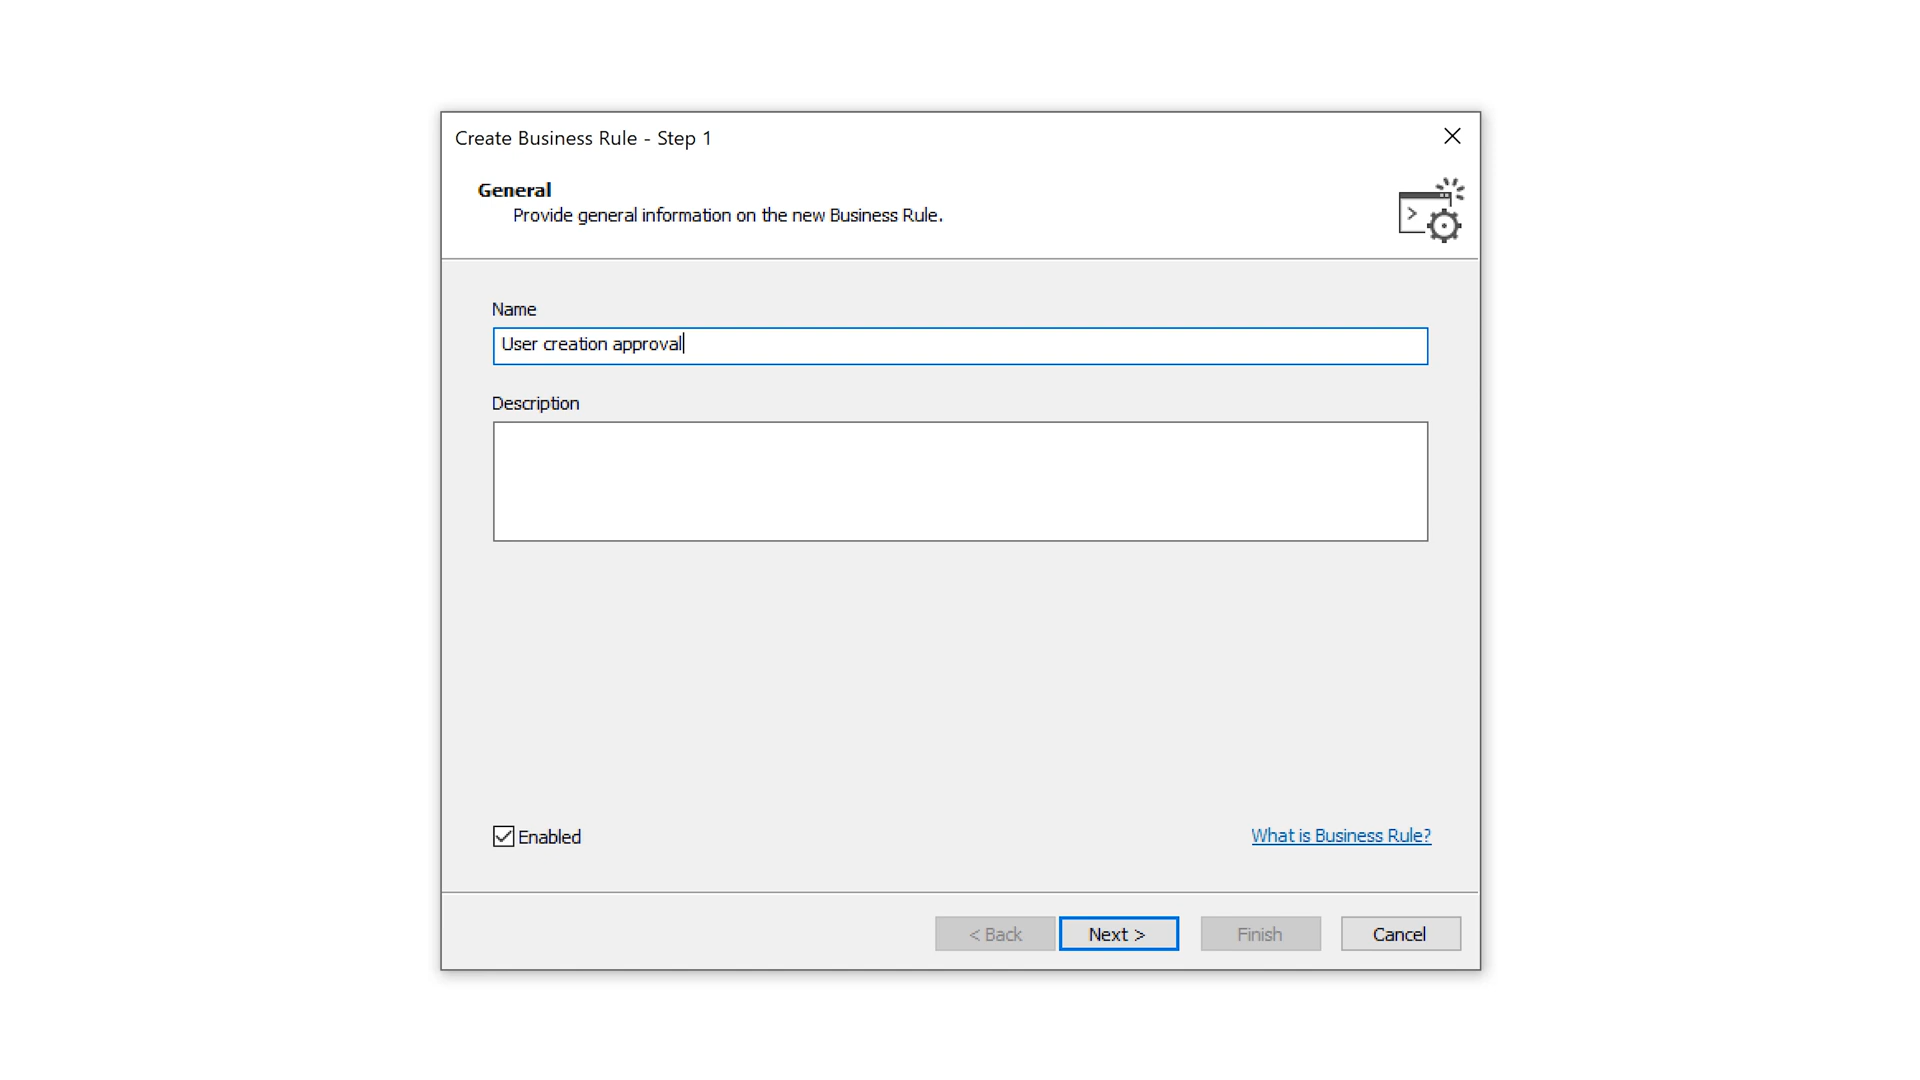 Create Business Rule - Step 1
General
Provide general information on the new Business Rule.
Name
User creation approval
Description
Enabled
What is Business Rule?
< Back
Next >
Finish
Cancel